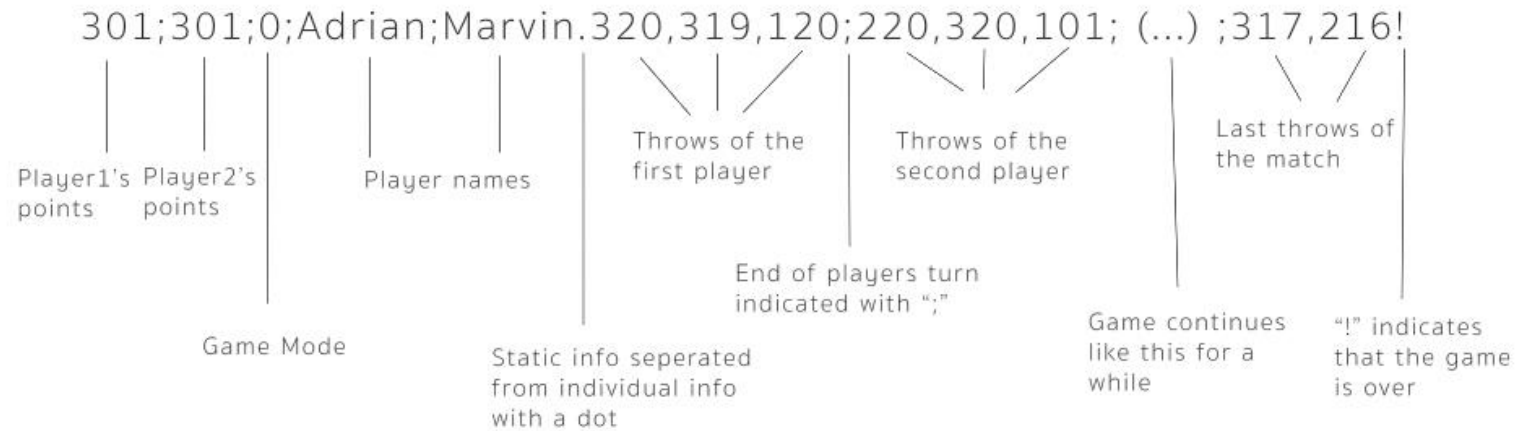 301;301;0;Adrian;Marvin.320,319,120;220,320,101; (...) ;317,216!
Player1's
points
Player2's
points
Player names
Throws of the
first player
Throws of the
second player
Last throws of
the match
Game Mode
Static info seperated
from individual info
with a dot
End of players turn
indicated with “;”
Game continues
like this for a
while
“!” indicates
that the game
is over